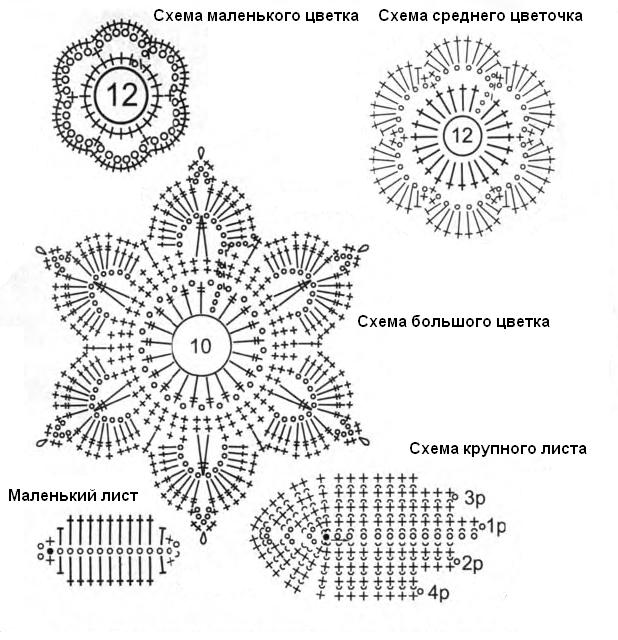 Схема маленького цветка
Схема среднего цветочка
12
12
Схема большого цветка
10
Схема крупного листа
Маленький лист
3р
1р
2р
4р